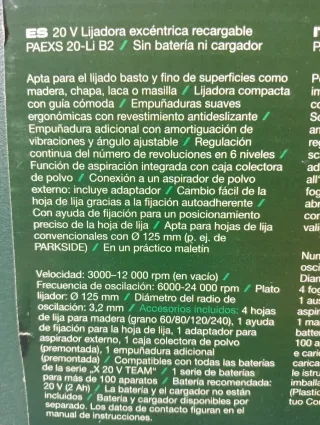 ES 20 V Lijadora excéntrica recargable
PAEXS 20-Li B2 / Sin batería ni cargador
Apta para el lijado basto y fino de superficies como
madera, chapa, laca o masilla / Lijadora compacta
con guía cómoda / Empuñaduras suaves
ergonómicas con revestimiento antideslizante /
Empuñadura adicional con amortiguación de
vibraciones y ángulo ajustable / Regulación
continua del número de revoluciones en 6 niveles /
Función de aspiración integrada con caja colectora
de polvo / Conexión a un aspirador de polvo
externo: incluye adaptador / Cambio fácil de la
hoja de lija gracias a la fijación autoadherente /
Con ayuda de fijación para un posicionamiento
preciso de la hoja de lija / Apta para hojas de lija
convencionales con Ø 125 mm (p. ej. de
PARKSIDE) / En un práctico maletín
Velocidad: 3000–12 000 rpm (en vacío) /
Frecuencia de oscilación: 6000-24 000 rpm / Plato
lijador: Ø 125 mm / Diámetro del radio de
oscilación: 3,2 mm / Accesorios incluidos: 4 hojas
de lija para madera (grano 60/80/120/240), 1 ayuda
de fijación para la hoja de lija, 1 adaptador para
aspirador externo, 1 caja colectora de polvo
(premontada), 1 empuñadura adicional
(premontada) / Compatibles con todas las baterías
de la serie „X 20 V TEAM" / 1 serie de baterías
para más de 100 aparatos / Batería recomendada:
20 V (2 Ah) / La batería y el cargador no están
incluidos / Batería y cargador disponibles por
separado. Los datos de contacto figuran en el
manual de instrucciones.